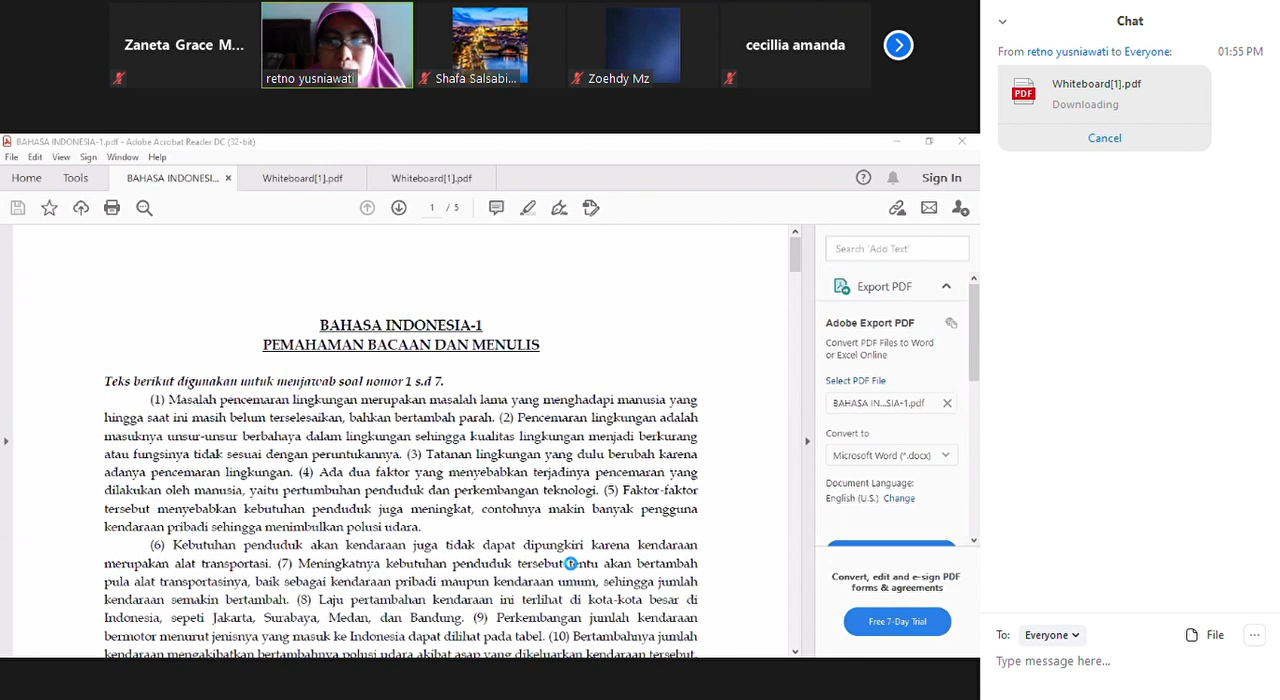 Zaneta Grace M...
retno yusniawati
Shafa Salsabi...
Zoehdy Mz
cecillia amanda
BAHASA INDONESIA-1.pdf - Adobe Acrobat Reader DC (32-bit)
File Edit View Sign Window Help
Home Tools BAHASA INDONESI... × Whiteboard[1].pdf Whiteboard[1].pdf Sign In
1 / 5
BAHASA INDONESIA-1
PEMAHAMAN BACAAN DAN MENULIS
Teks berikut digunakan untuk menjawab soal nomor 1 s.d 7.
(1) Masalah pencemaran lingkungan merupakan masalah lama yang menghadapi manusia yang
hingga saat ini masih belum terselesaikan, bahkan bertambah parah. (2) Pencemaran lingkungan adalah
masuknya unsur-unsur berbahaya dalam lingkungan sehingga kualitas lingkungan menjadi berkurang
atau fungsinya tidak sesuai dengan peruntukannya. (3) Tatanan lingkungan yang dulu berubah karena
adanya pencemaran lingkungan. (4) Ada dua faktor yang menyebabkan terjadinya pencemaran yang
dilakukan oleh manusia, yaitu pertumbuhan penduduk dan perkembangan teknologi. (5) Faktor-faktor
tersebut menyebabkan kebutuhan penduduk juga meningkat, contohnya makin banyak pengguna
kendaraan pribadi sehingga menimbulkan polusi udara.
(6) Kebutuhan penduduk akan kendaraan juga tidak dapat dipungkiri karena kendaraan
merupakan alat transportasi. (7) Meningkatnya kebutuhan penduduk tersebut tentu akan bertambah
pula alat transportasinya, baik sebagai kendaraan pribadi maupun kendaraan umum, sehingga jumlah
kendaraan semakin bertambah. (8) Laju pertambahan kendaraan ini terlihat di kota-kota besar di
Indonesia, sepeti Jakarta, Surabaya, Medan, dan Bandung. (9) Perkembangan jumlah kendaraan
bermotor menurut jenisnya yang masuk ke Indonesia dapat dilihat pada tabel. (10) Bertambahnya jumlah
kendaraan mengakibatkan bertambahnya polusi udara akibat asap yang dikeluarkan kendaraan tersebut.
Search 'Add Text'
Export PDF
Adobe Export PDF
Convert PDF Files to Word
or Excel Online
Select PDF File
BAHASA IN...SIA-1.pdf ×
Convert to
Microsoft Word (*.docx)
Document Language:
English (U.S.) Change
Convert, edit and e-sign PDF
forms & agreements
Free 7-Day Trial
Chat
From retno yusniawati to Everyone: 01:55 PM
PDF
Whiteboard[1].pdf
Downloading
Cancel
To: Everyone File ...
Type message here...